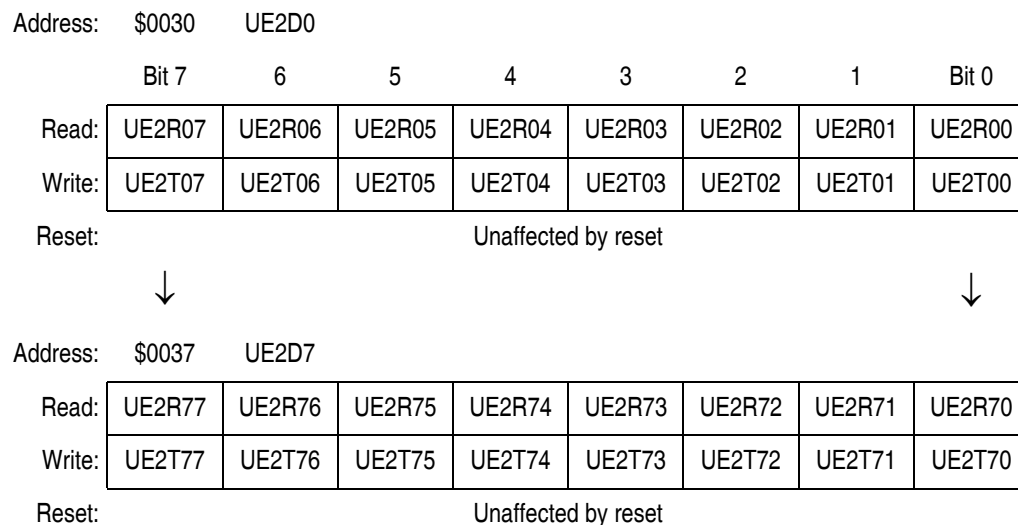 Address: $0030 UE2D0
Bit 7 6 5 4 3 2 1 Bit 0
Read: UE2R07 UE2R06 UE2R05 UE2R04 UE2R03 UE2R02 UE2R01 UE2R00
Write: UE2T07 UE2T06 UE2T05 UE2T04 UE2T03 UE2T02 UE2T01 UE2T00
Reset: Unaffected by reset
↓ ↓
Address: $0037 UE2D7
Read: UE2R77 UE2R76 UE2R75 UE2R74 UE2R73 UE2R72 UE2R71 UE2R70
Write: UE2T77 UE2T76 UE2T75 UE2T74 UE2T73 UE2T72 UE2T71 UE2T70
Reset: Unaffected by reset